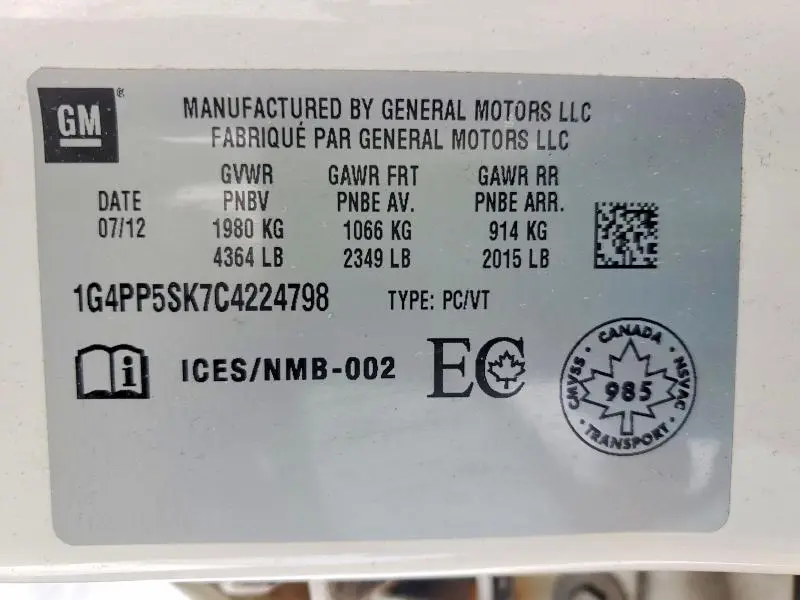 GM
MANUFACTURED BY GENERAL MOTORS LLC
FABRIQUÉ PAR GENERAL MOTORS LLC
GVWR GAWR FRT GAWR RR
DATE PNBV PNBE AV. PNBE ARR.
07/12 1980 KG 1066 KG 914 KG
4364 LB 2349 LB 2015 LB
1G4PP5SK7C4224798 TYPE: PC/VT
i ICES/NMB-002 EC
CANADA
CMVSS 985 NSVAC
TRANSPORT